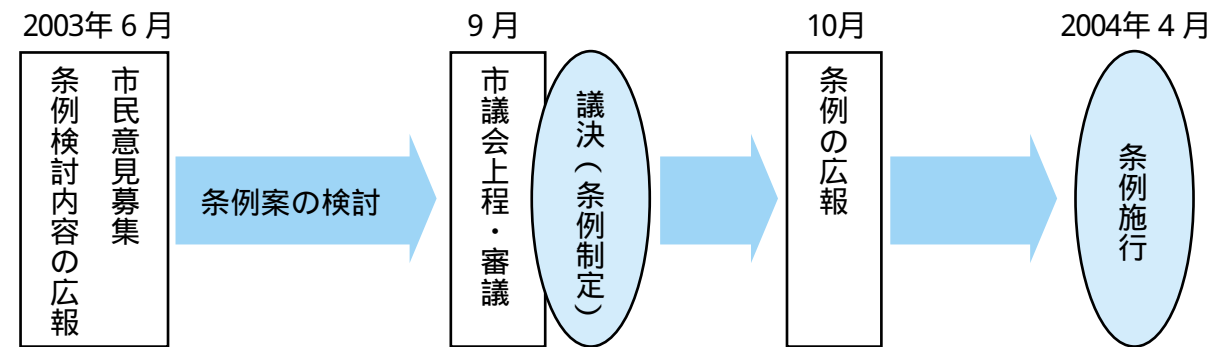 2003年 6 月
9 月
10月
2004年 4 月
市民意見募集
条例検討内容の広報
条例案の検討
市議会上程・審議
議決（条例制定）
条例の広報
条例施行